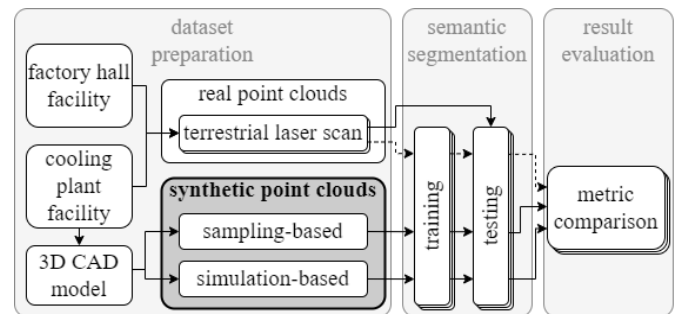 dataset
preparation
semantic
segmentation
result
evaluation
factory hall
facility
cooling
plant
facility
3D CAD
model
real point clouds
terrestrial laser scan
synthetic point clouds
sampling-based
simulation-based
training
testing
metric
comparison